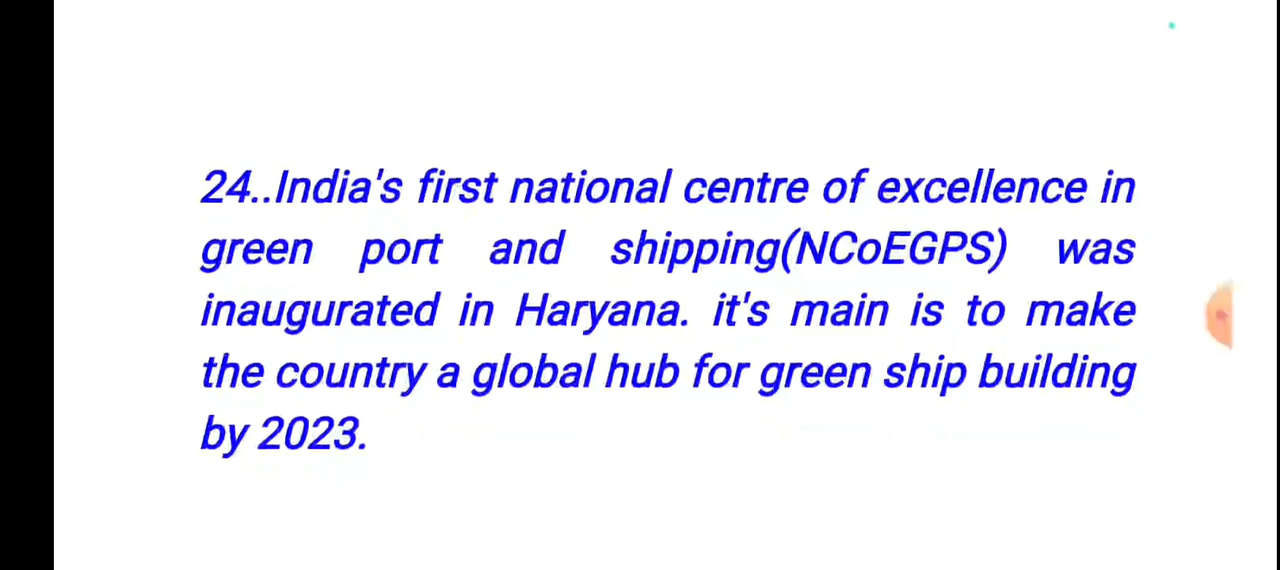 24..India's first national centre of excellence in
green port and shipping(NCoEGPS) was
inaugurated in Haryana. it's main is to make
the country a global hub for green ship building
by 2023.